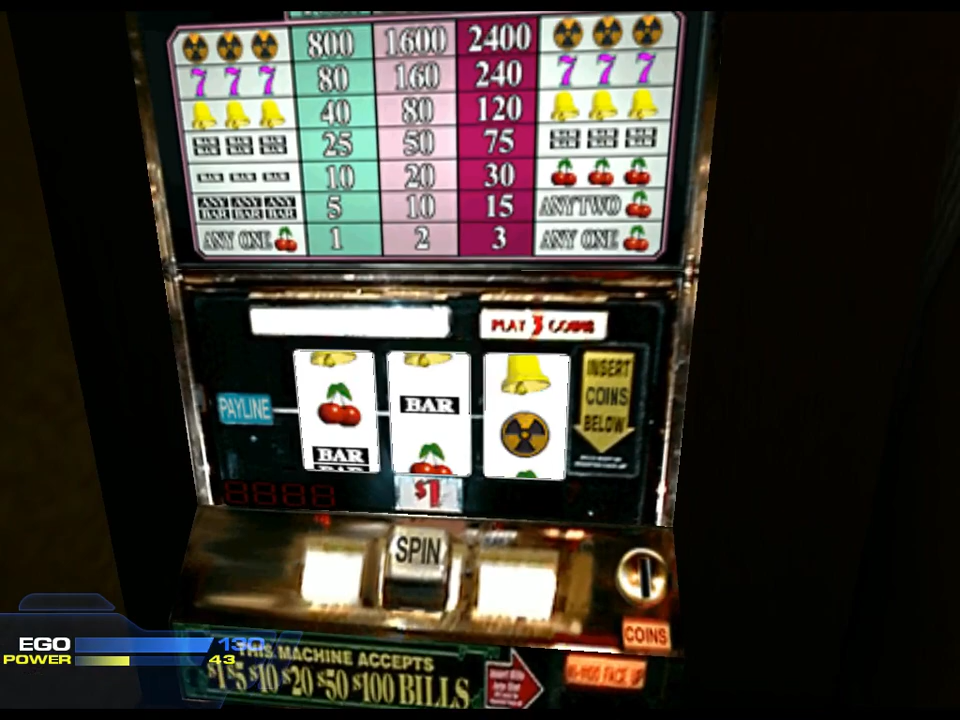 7 7 7 800 1600 2400 7 7 7
80 160 240
40 80 120
25 50 75
BAR BAR BAR 10 20 30
ANY BAR ANY BAR ANY BAR 5 10 15 ANY TWO
ANY ONE 1 2 3 ANY ONE
PLAY 3 COINS
INSERT
COINS
BELOW
PAYLINE
BAR
BAR
$1
SPIN
COINS
EGO 130
POWER 43
THIS MACHINE ACCEPTS
$1 $5 $10 $20 $50 $100 BILLS